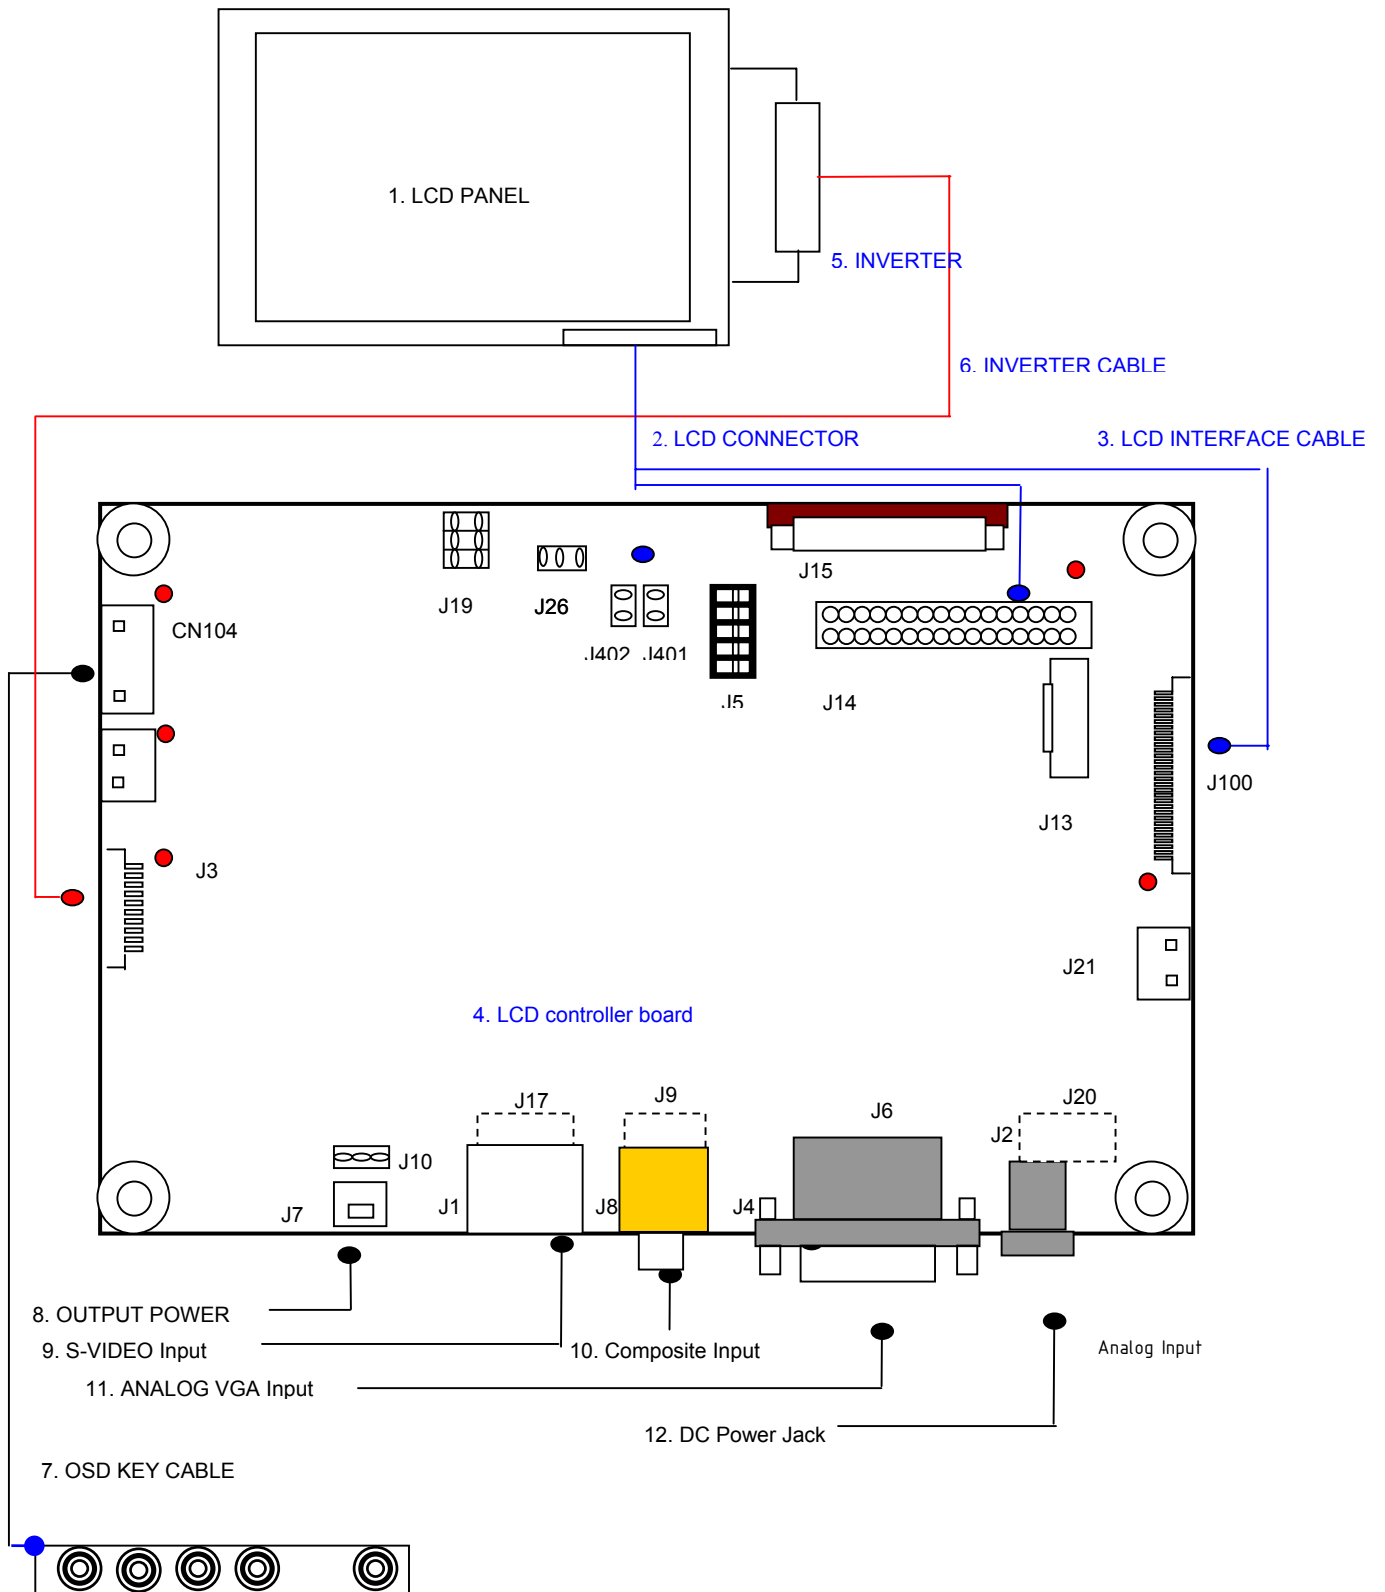 1. LCD PANEL
5. INVERTER
6. INVERTER CABLE
2. LCD CONNECTOR
3. LCD INTERFACE CABLE
J15
J19
J26
CN104
J402
J401
J5
J14
J100
J13
J3
J21
4. LCD controller board
J17
J9
J6
J20
J2
J10
J7
J1
J8
J4
8. OUTPUT POWER
9. S-VIDEO Input
10. Composite Input
Analog Input
11. ANALOG VGA Input
12. DC Power Jack
7. OSD KEY CABLE